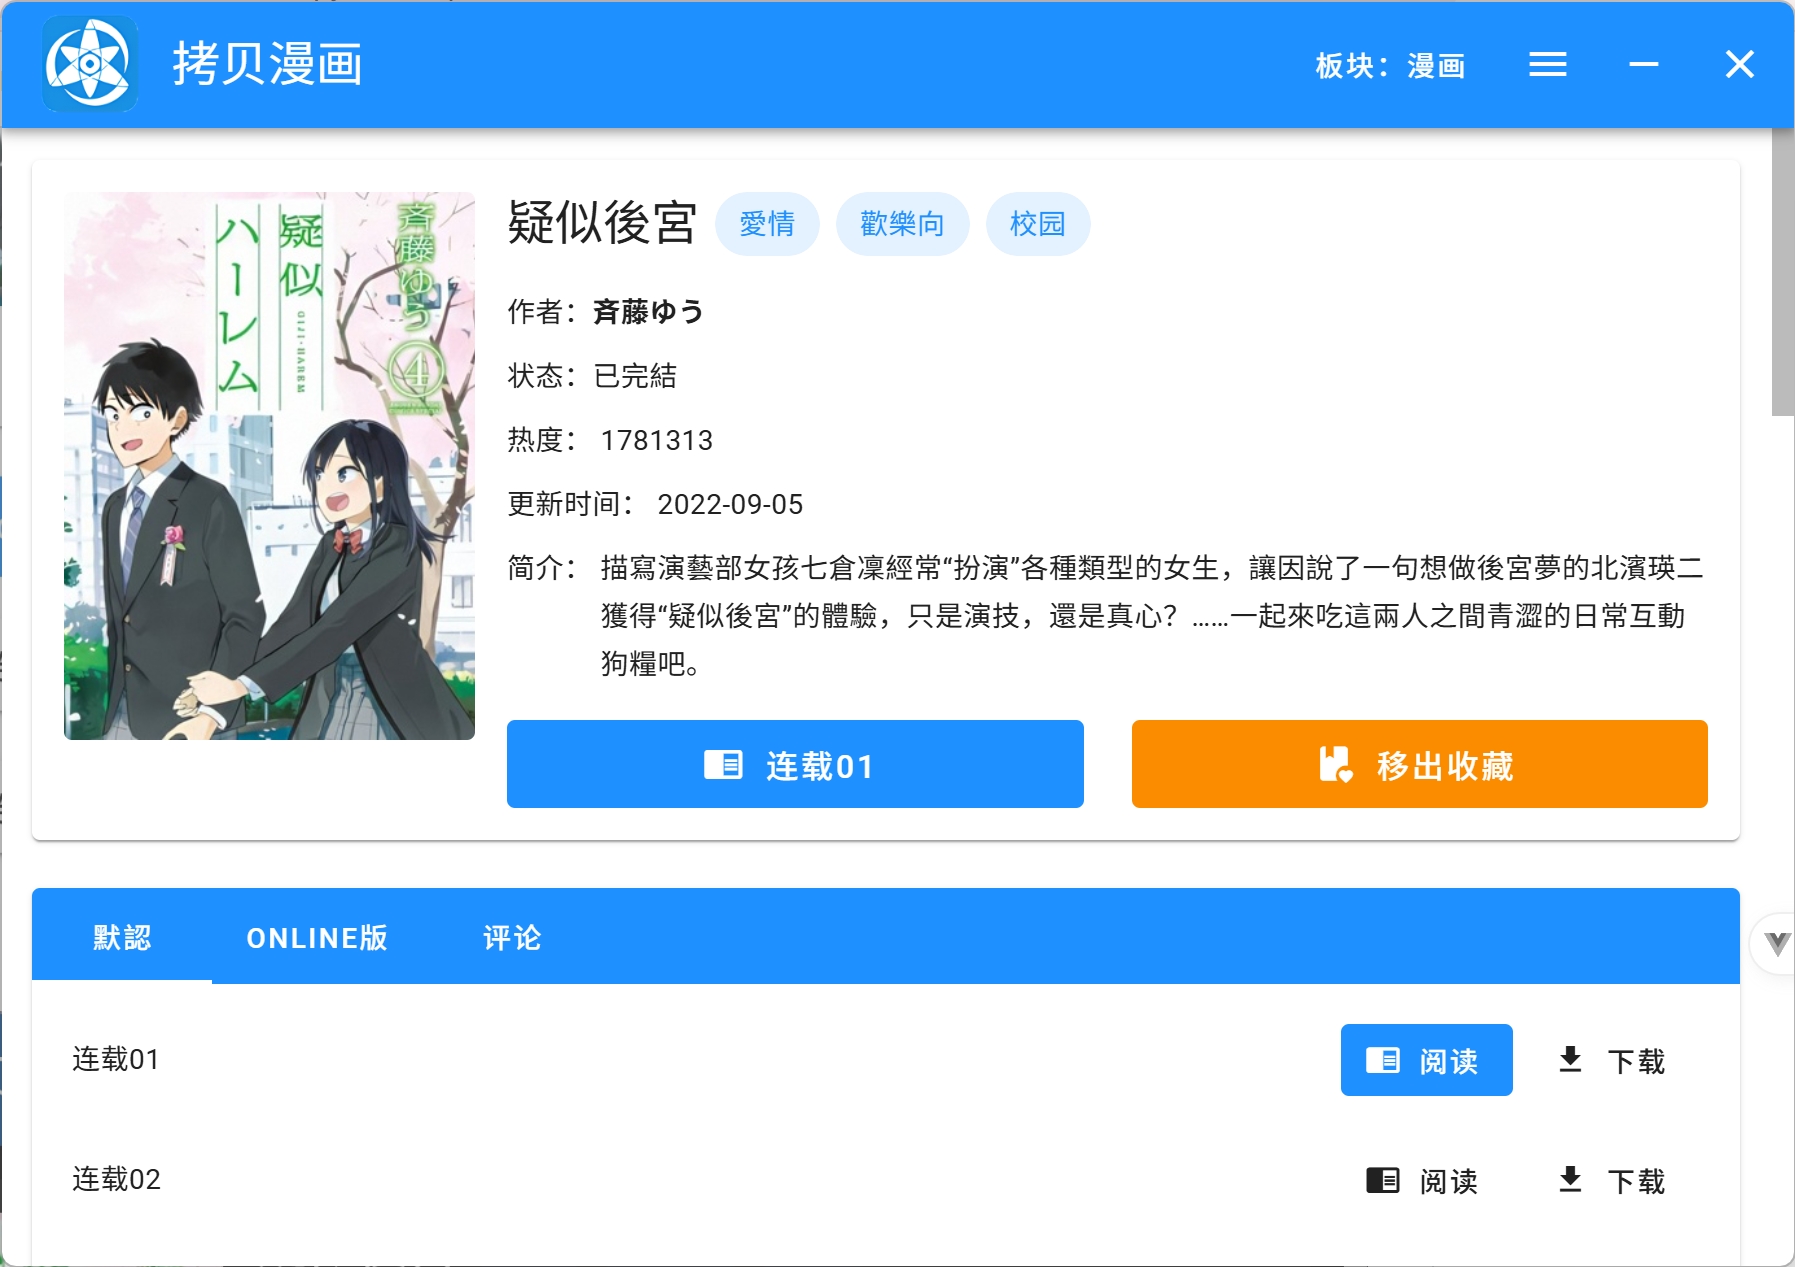 拷贝漫画
板块：漫画
疑似ハーレム
GIJI-HAREM
斉藤ゆう
4
疑似後宮
愛情
歡樂向
校园
作者：斉藤ゆう
状态：已完結
热度： 1781313
更新时间： 2022-09-05
简介： 描寫演藝部女孩七倉凜經常“扮演”各種類型的女生，讓因說了一句想做後宮夢的北濱瑛二
獲得“疑似後宮”的體驗，只是演技，還是真心？……一起來吃這兩人之間青澀的日常互動
狗糧吧。
连载01
移出收藏
默認
ONLINE版
评论
连载01
阅读
下载
连载02
阅读
下载